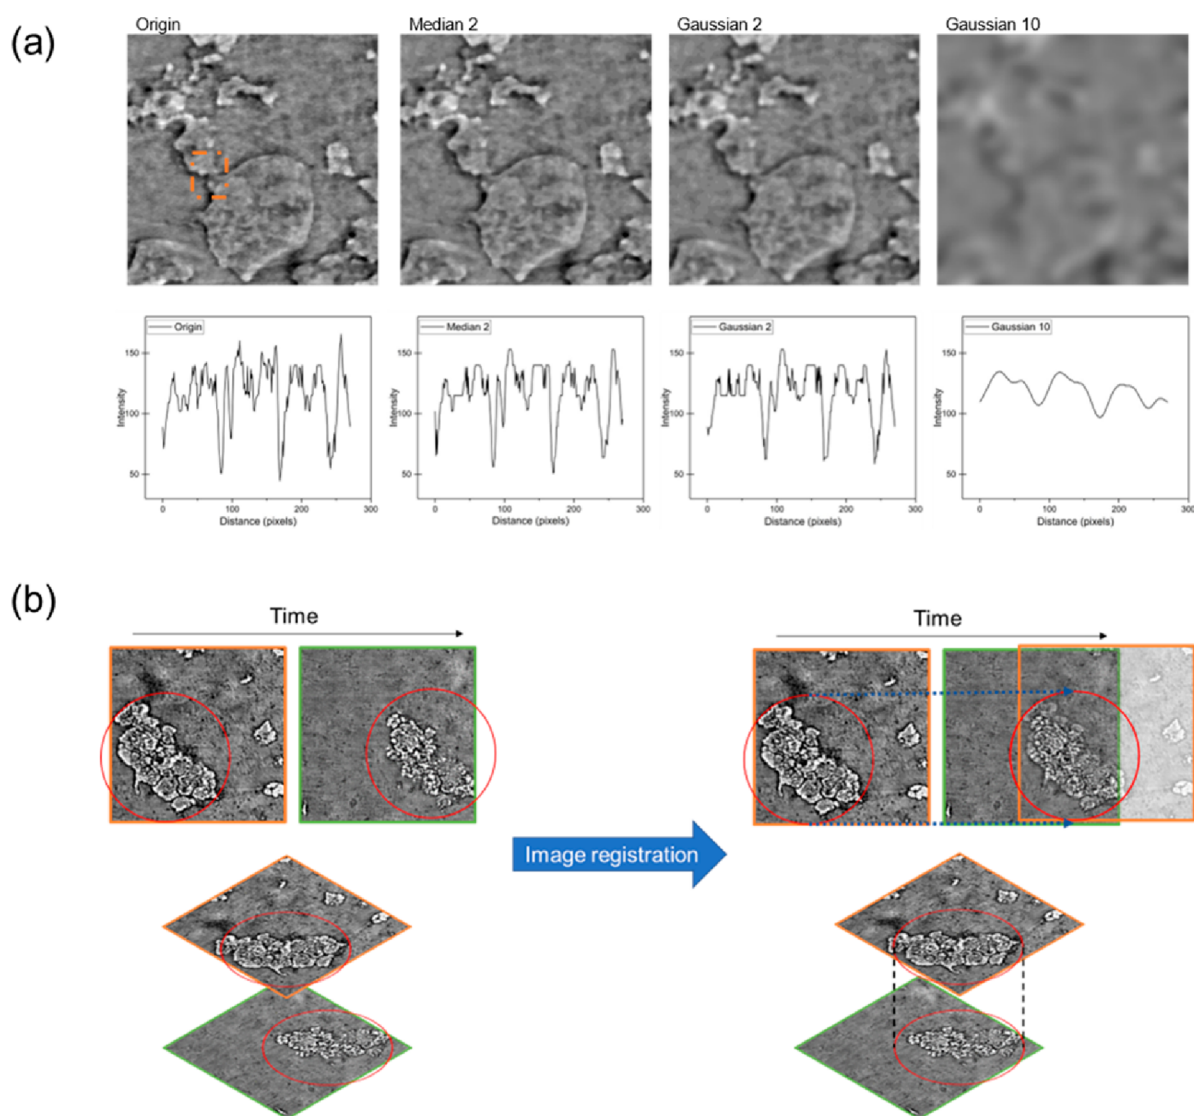 (a)
Origin
Median 2
Gaussian 2
Gaussian 10
Origin
150
100
50
Intensity
0
100
200
300
Distance (pixels)
Median 2
150
100
50
Intensity
0
100
200
300
Distance (pixels)
Gaussian 2
150
100
50
Intensity
0
100
200
300
Distance (pixels)
Gaussian 10
150
100
50
Intensity
0
100
200
300
Distance (pixels)
(b)
Time
Time
Image registration